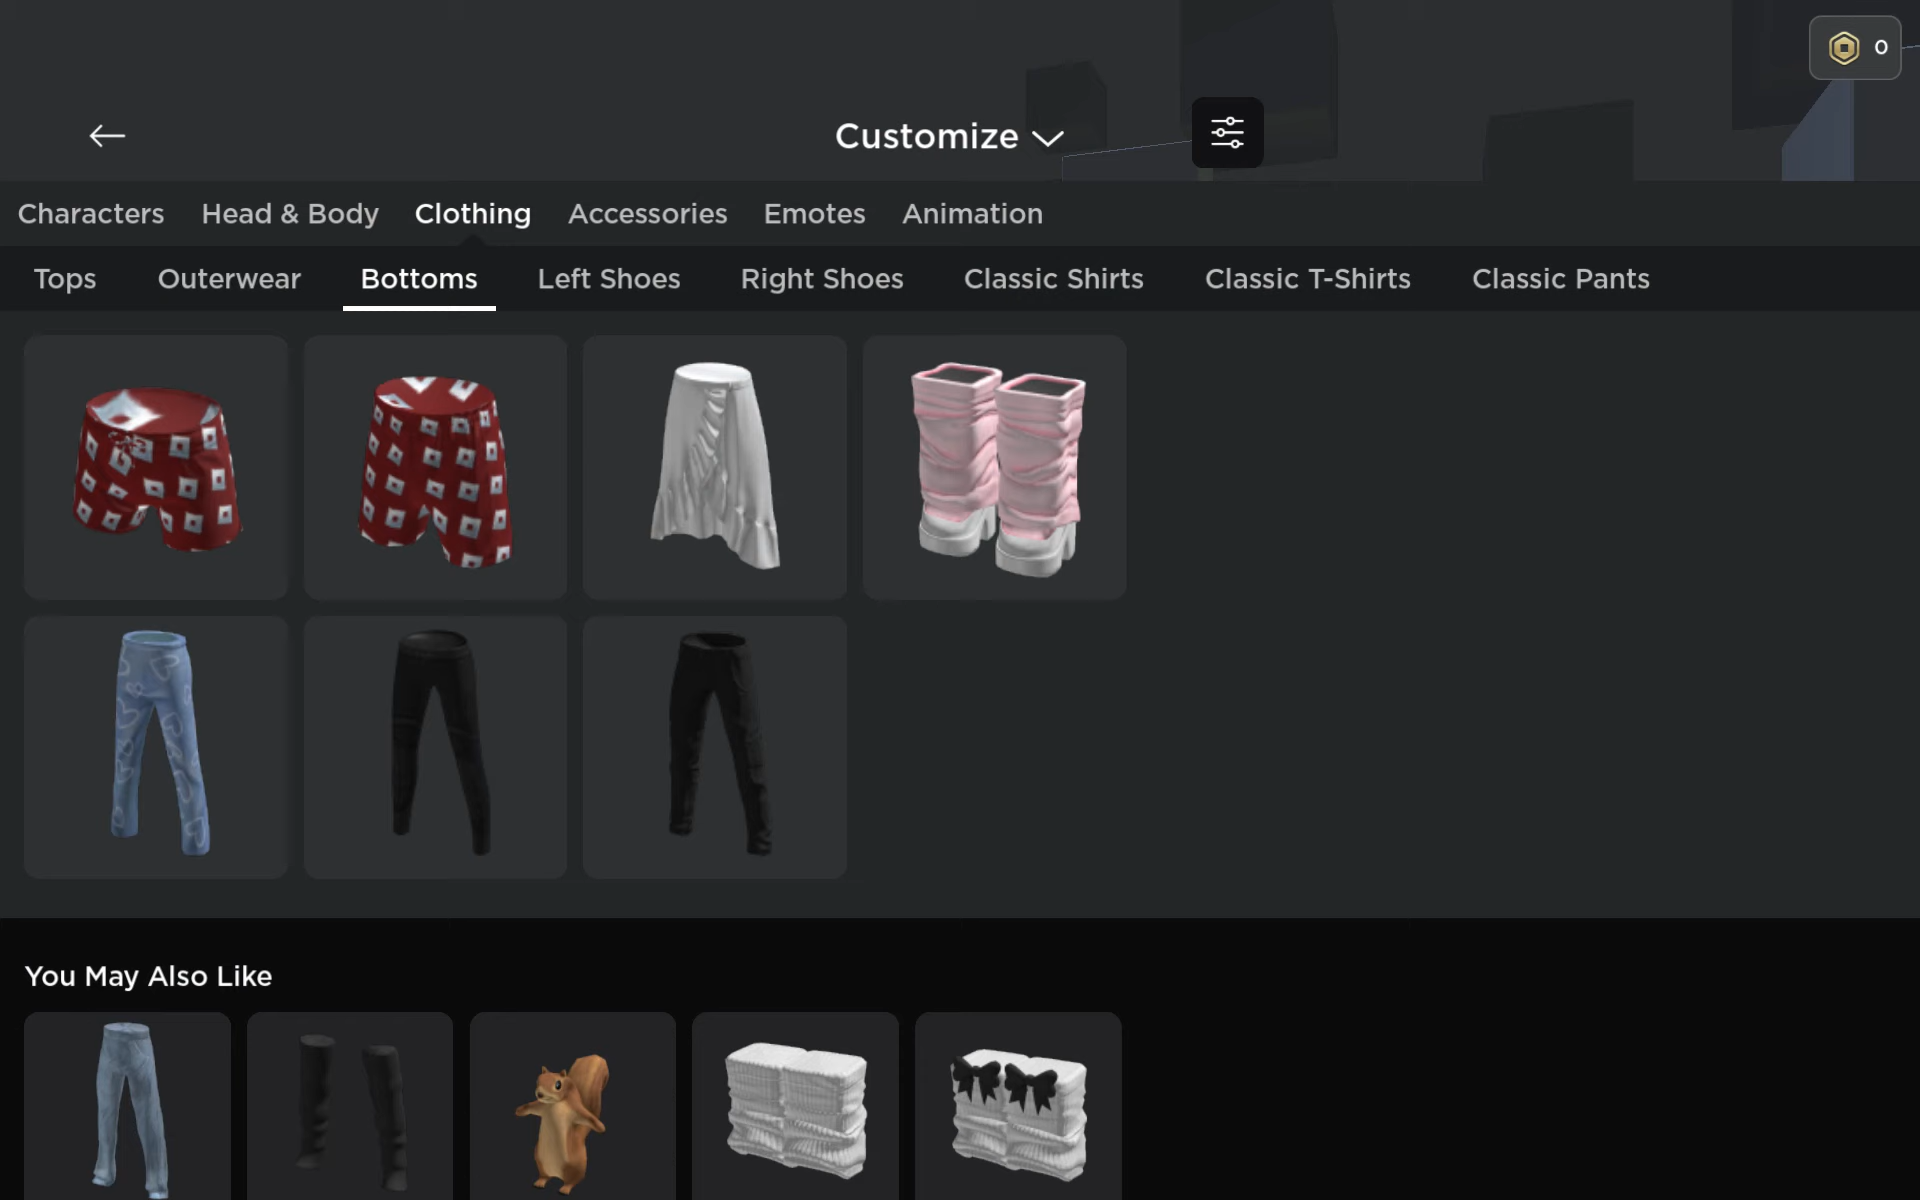 0
Customize
Characters Head & Body Clothing Accessories Emotes Animation
Tops Outerwear Bottoms Left Shoes Right Shoes Classic Shirts Classic T-Shirts Classic Pants
You May Also Like